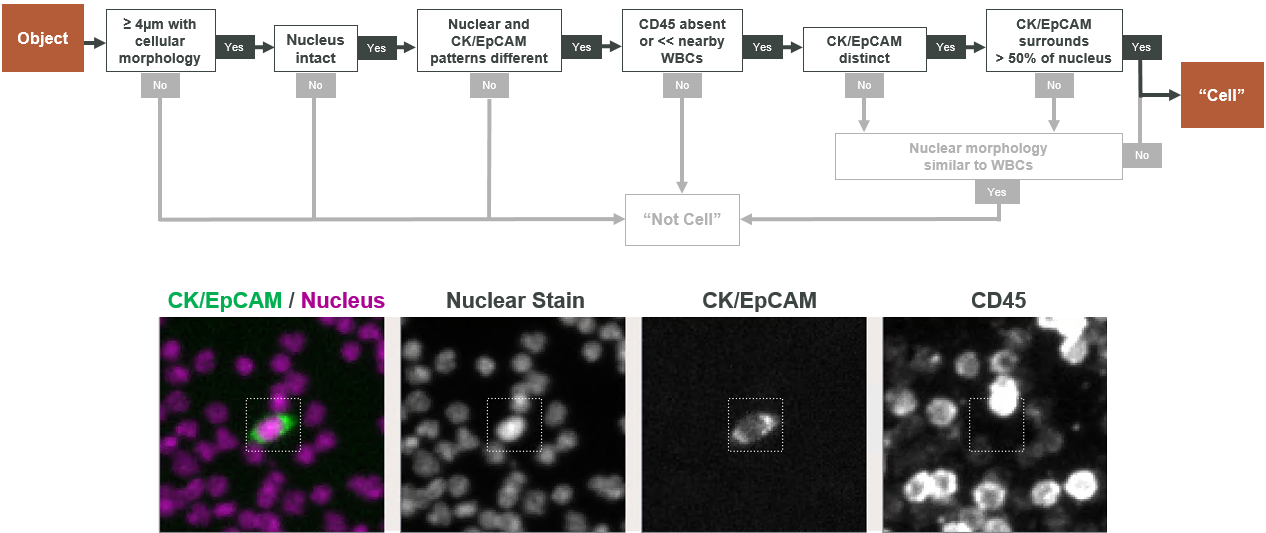 Object
≥ 4μm with
cellular
morphology
Yes
No
Nucleus
intact
Yes
No
Nuclear and
CK/EpCAM
patterns different
Yes
No
CD45 absent
or << nearby
WBCs
Yes
No
CK/EpCAM
distinct
Yes
No
CK/EpCAM
surrounds
> 50% of nucleus
Yes
No
“Cell”
Nuclear morphology
similar to WBCs
No
Yes
“Not Cell”
CK/EpCAM / Nucleus
Nuclear Stain
CK/EpCAM
CD45